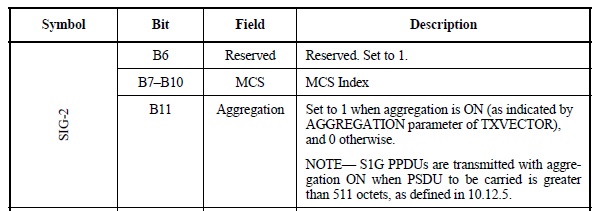 Symbol Bit Field Description
B6 Reserved Reserved. Set to 1.
B7–B10 MCS MCS Index
SIG-2
B11 Aggregation Set to 1 when aggregation is ON (as indicated by
AGGREGATION parameter of TXVECTOR),
and 0 otherwise.
NOTE— S1G PPDUs are transmitted with aggre-
gation ON when PSDU to be carried is greater
than 511 octets, as defined in 10.12.5.